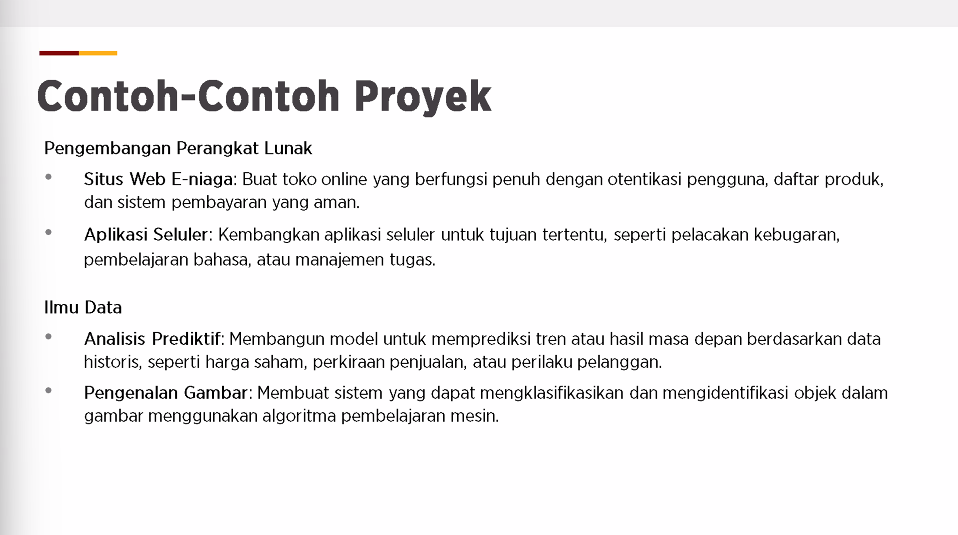 Contoh-Contoh Proyek
Pengembangan Perangkat Lunak
• Situs Web E-niaga: Buat toko online yang berfungsi penuh dengan otentikasi pengguna, daftar produk,
dan sistem pembayaran yang aman.
• Aplikasi Seluler: Kembangkan aplikasi seluler untuk tujuan tertentu, seperti pelacakan kebugaran,
pembelajaran bahasa, atau manajemen tugas.
Ilmu Data
• Analisis Prediktif: Membangun model untuk memprediksi tren atau hasil masa depan berdasarkan data
historis, seperti harga saham, perkiraan penjualan, atau perilaku pelanggan.
• Pengenalan Gambar: Membuat sistem yang dapat mengklasifikasikan dan mengidentifikasi objek dalam
gambar menggunakan algoritma pembelajaran mesin.